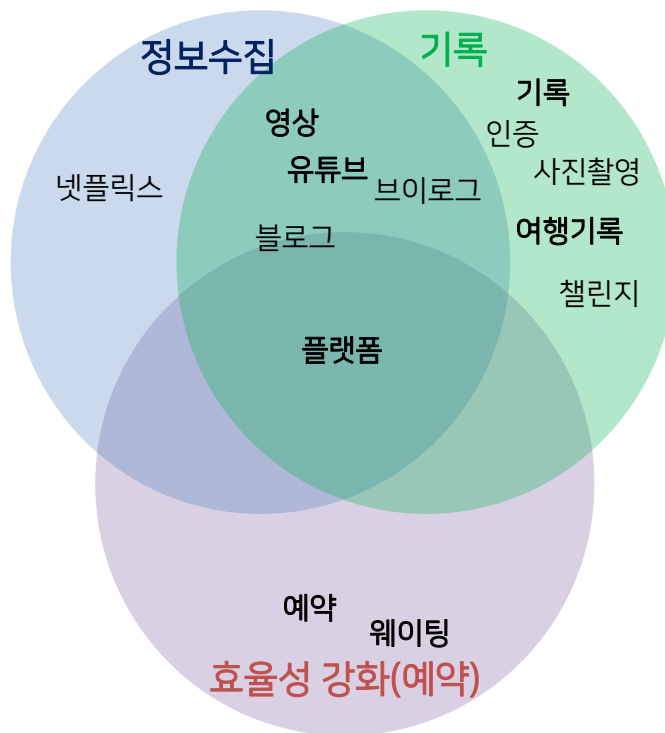 정보수집
기록
기록
영상
인증
유튜브
사진촬영
넷플릭스
브이로그
블로그
여행기록
챌린지
플랫폼
예약
웨이팅
효율성 강화(예약)